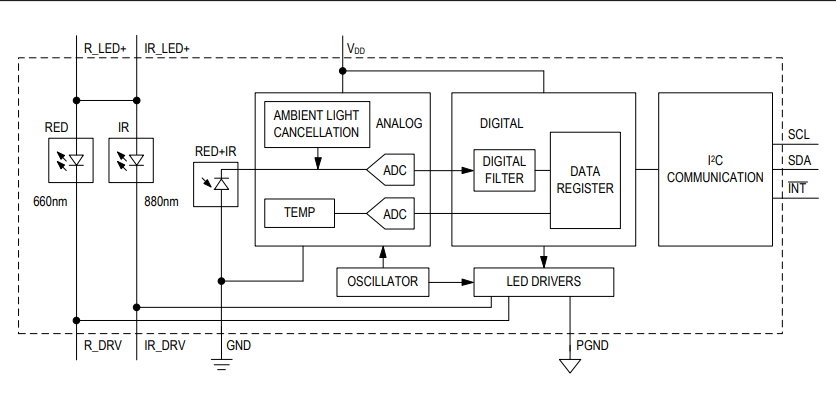 R_LED+
IR_LED+
VDD
RED
IR
660nm
880nm
RED+IR
AMBIENT LIGHT
CANCELLATION
ANALOG
ADC
TEMP
ADC
DIGITAL
DIGITAL
FILTER
DATA
REGISTER
I²C
COMMUNICATION
SCL
SDA
INT
OSCILLATOR
LED DRIVERS
R_DRV
IR_DRV
GND
PGND